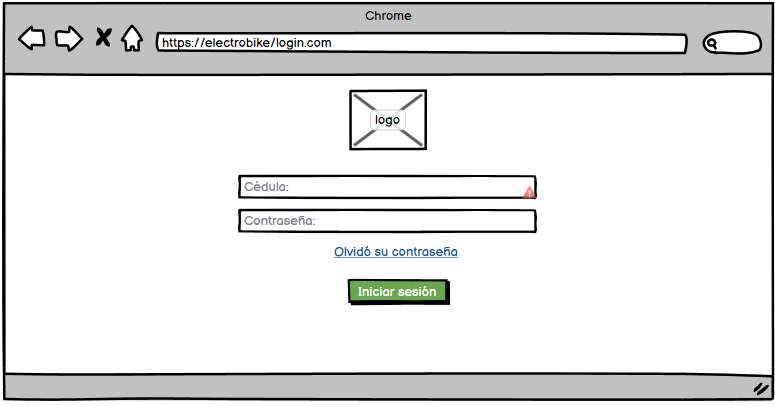 Chrome
https://electrobike/login.com
logo
Cédula:
Contraseña:
Olvidó su contraseña
Iniciar sesión